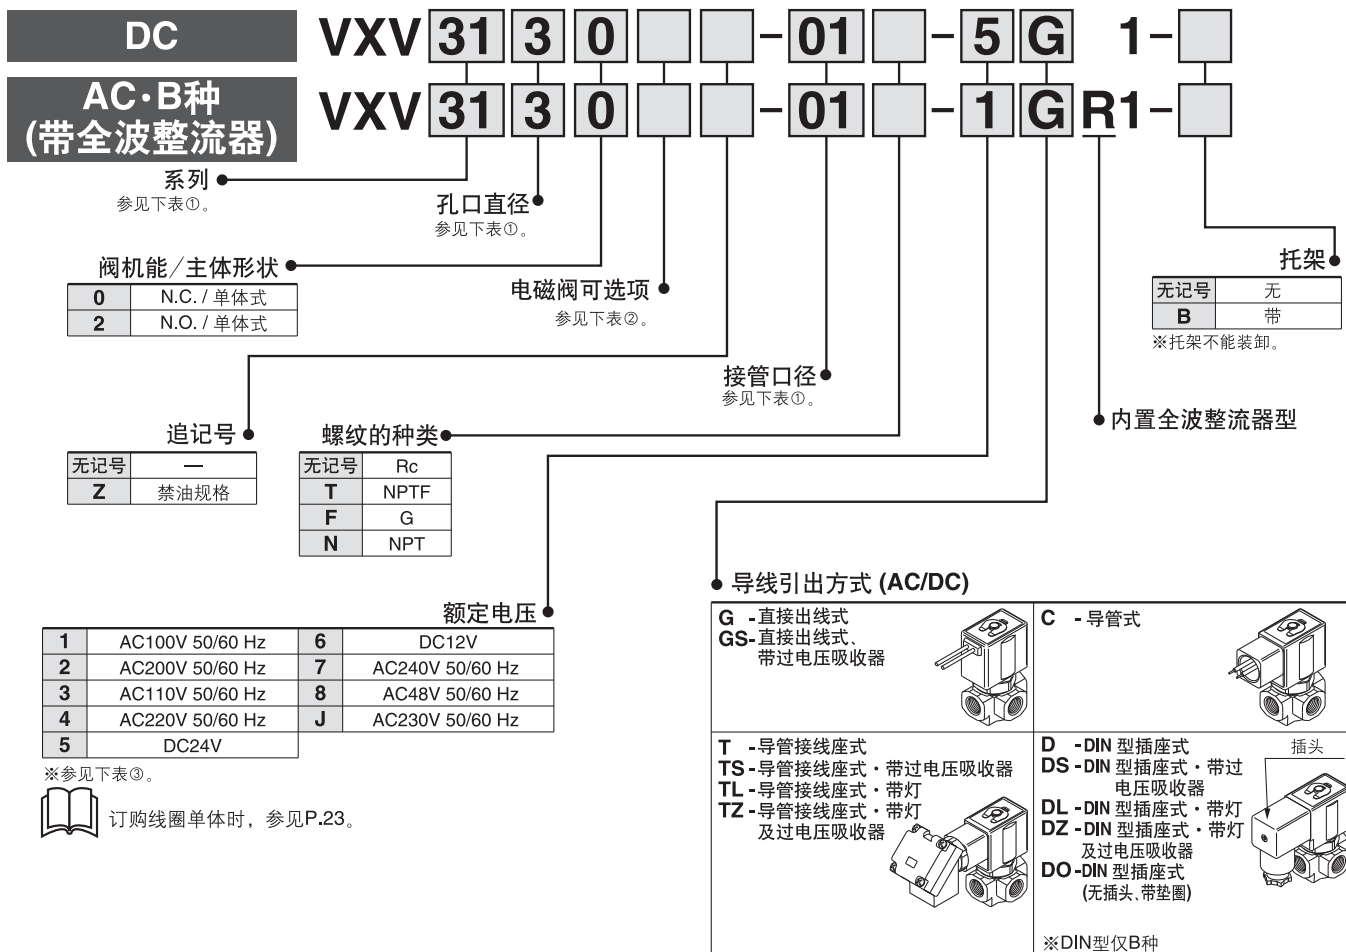 DC
VXV 31 3 0 - 01 - 5 G 1 -
AC·B种
(带全波整流器)
VXV 31 3 0 - 01 - 1 G R1 -
系列
参见下表①。
孔口直径
参见下表①。
阀机能/主体形状
0 N.C. / 单体式
2 N.O. / 单体式
电磁阀可选项
参见下表②。
托架
无记号 无
B 带
※托架不能装卸。
接管口径
参见下表①。
内置全波整流器型
追记号
无记号 —
Z 禁油规格
螺纹的种类
无记号 Rc
T NPTF
F G
N NPT
额定电压
1 AC100V 50/60 Hz 6 DC12V
2 AC200V 50/60 Hz 7 AC240V 50/60 Hz
3 AC110V 50/60 Hz 8 AC48V 50/60 Hz
4 AC220V 50/60 Hz J AC230V 50/60 Hz
5 DC24V
※参见下表③。
订购线圈单体时，参见P.23。
导线引出方式 (AC/DC)
G -直接出线式
GS-直接出线式、
带过电压吸收器
C -导管式
T -导管接线座式
TS-导管接线座式·带过电压吸收器
TL-导管接线座式·带灯
TZ-导管接线座式·带灯
及过电压吸收器
D -DIN 型插座式
插头
DS-DIN 型插座式·带过
电压吸收器
DL-DIN 型插座式·带灯
DZ-DIN 型插座式·带灯
及过电压吸收器
DO-DIN 型插座式
(无插头、带垫圈)
※DIN型仅B种